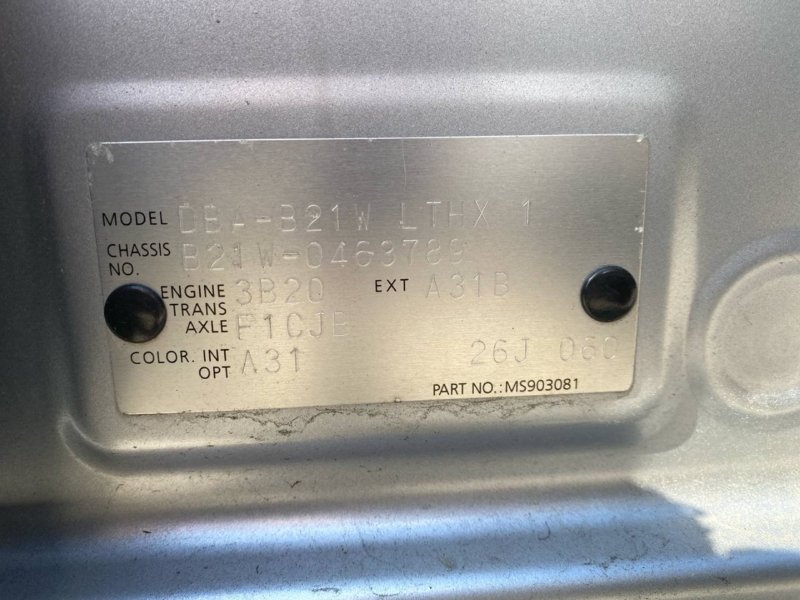 MODEL DBA-B21W LTHX 1
CHASSIS NO. B21W-0463789
ENGINE 3B20 EXT A31B
TRANS AXLE F1CJB
COLOR. INT A31 26J 060
OPT
PART NO.: MS903081